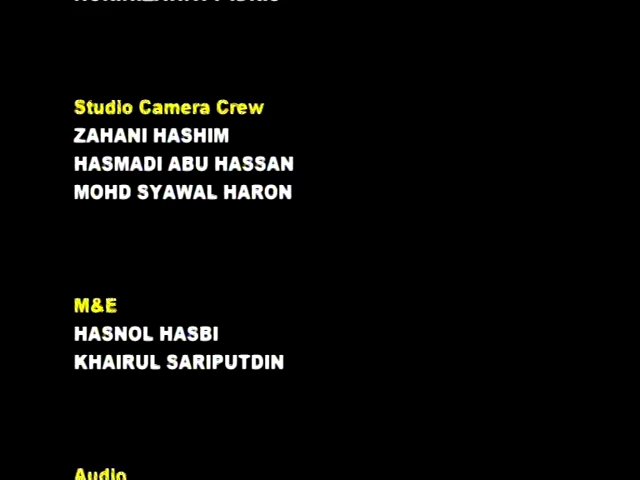 Studio Camera Crew
ZAHANI HASHIM
HASMADI ABU HASSAN
MOHD SYAWAL HARON
M&E
HASNOL HASBI
KHAIRUL SARIPUTDIN
Audio